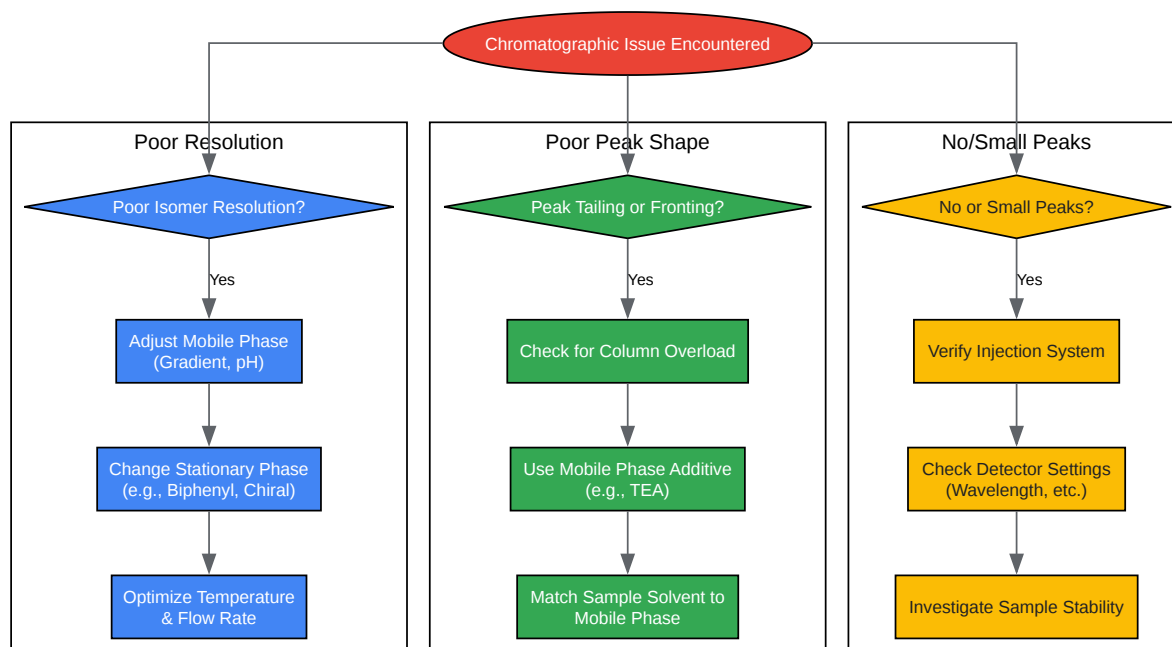 Chromatographic Issue Encountered
Poor Resolution
Poor Isomer Resolution?
Yes
Adjust Mobile Phase
(Gradient, pH)
Change Stationary Phase
(e.g., Biphenyl, Chiral)
Optimize Temperature
& Flow Rate
Poor Peak Shape
Peak Tailing or Fronting?
Yes
Check for Column Overload
Use Mobile Phase Additive
(e.g., TEA)
Match Sample Solvent to
Mobile Phase
No/Small Peaks
No or Small Peaks?
Yes
Verify Injection System
Check Detector Settings
(Wavelength, etc.)
Investigate Sample Stability